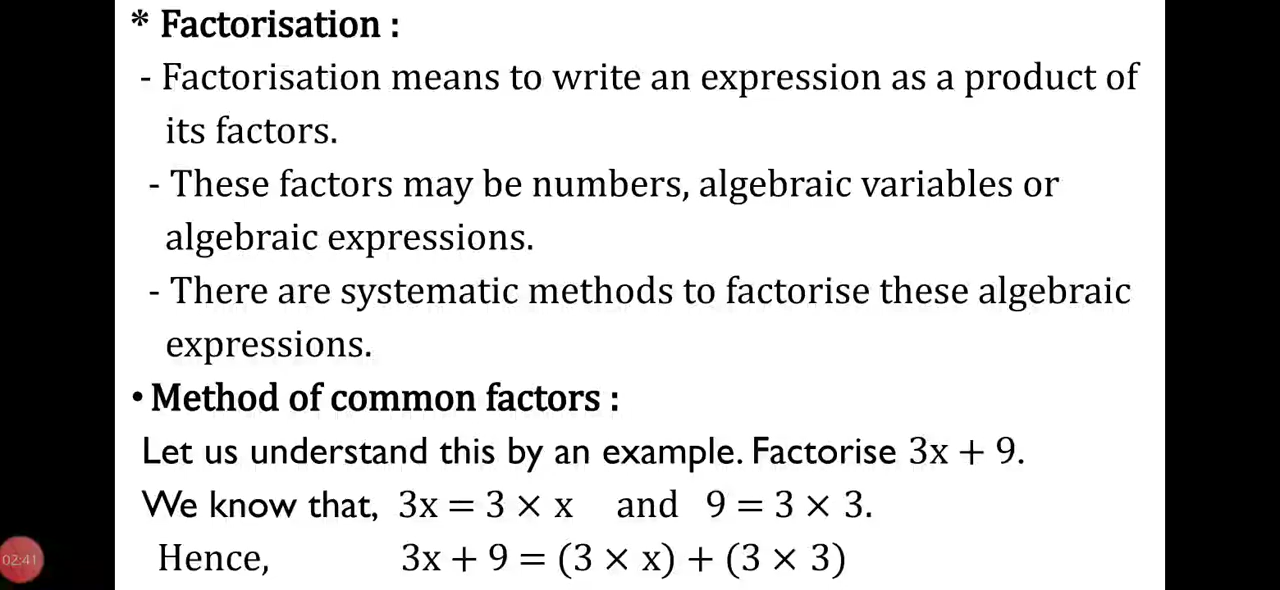 * Factorisation :
- Factorisation means to write an expression as a product of
its factors.
- These factors may be numbers, algebraic variables or
algebraic expressions.
- There are systematic methods to factorise these algebraic
expressions.
• Method of common factors :
Let us understand this by an example. Factorise 3x + 9.
We know that, 3x = 3 × x and 9 = 3 × 3.
Hence, 3x + 9 = (3 × x) + (3 × 3)
02:41